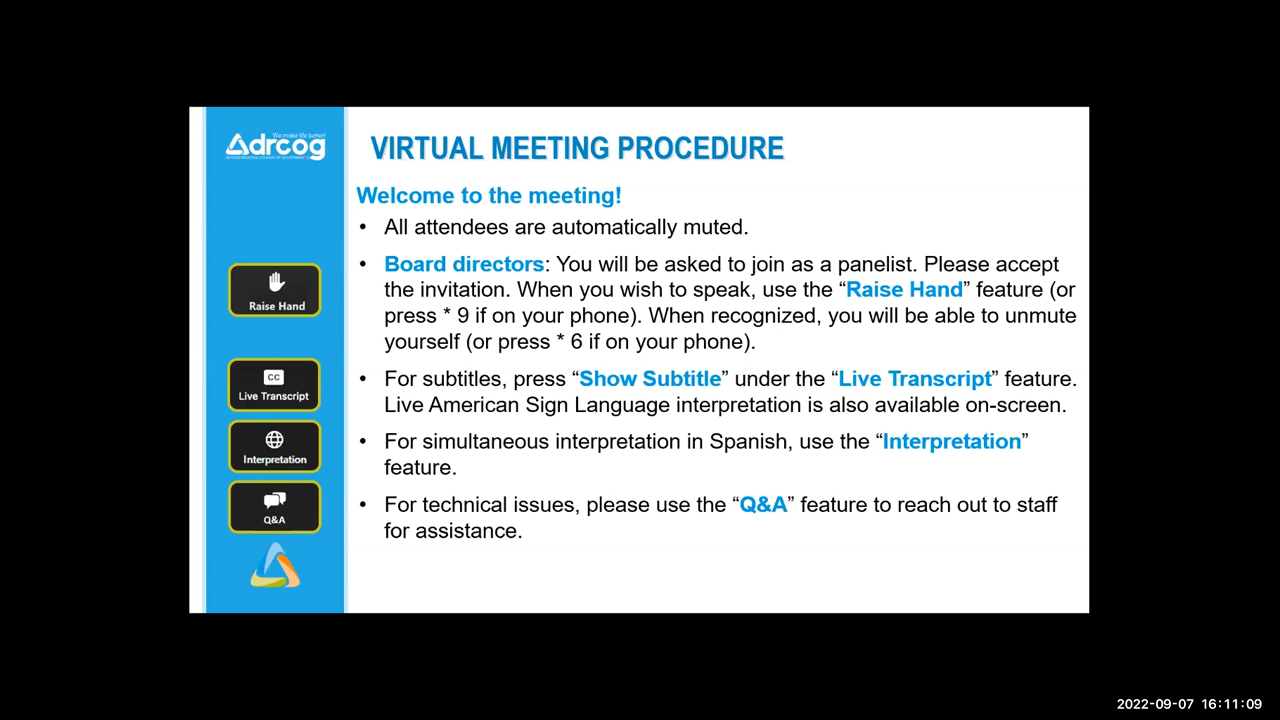 We make life better!
drcog
VIRTUAL MEETING PROCEDURE
Welcome to the meeting!
• All attendees are automatically muted.
• Board directors: You will be asked to join as a panelist. Please accept
the invitation. When you wish to speak, use the “Raise Hand” feature (or
press * 9 if on your phone). When recognized, you will be able to unmute
yourself (or press * 6 if on your phone).
• For subtitles, press “Show Subtitle” under the “Live Transcript” feature.
Live American Sign Language interpretation is also available on-screen.
• For simultaneous interpretation in Spanish, use the “Interpretation”
feature.
• For technical issues, please use the “Q&A” feature to reach out to staff
for assistance.
Raise Hand
CC
Live Transcript
Interpretation
Q&A
2022-09-07 16:11:09